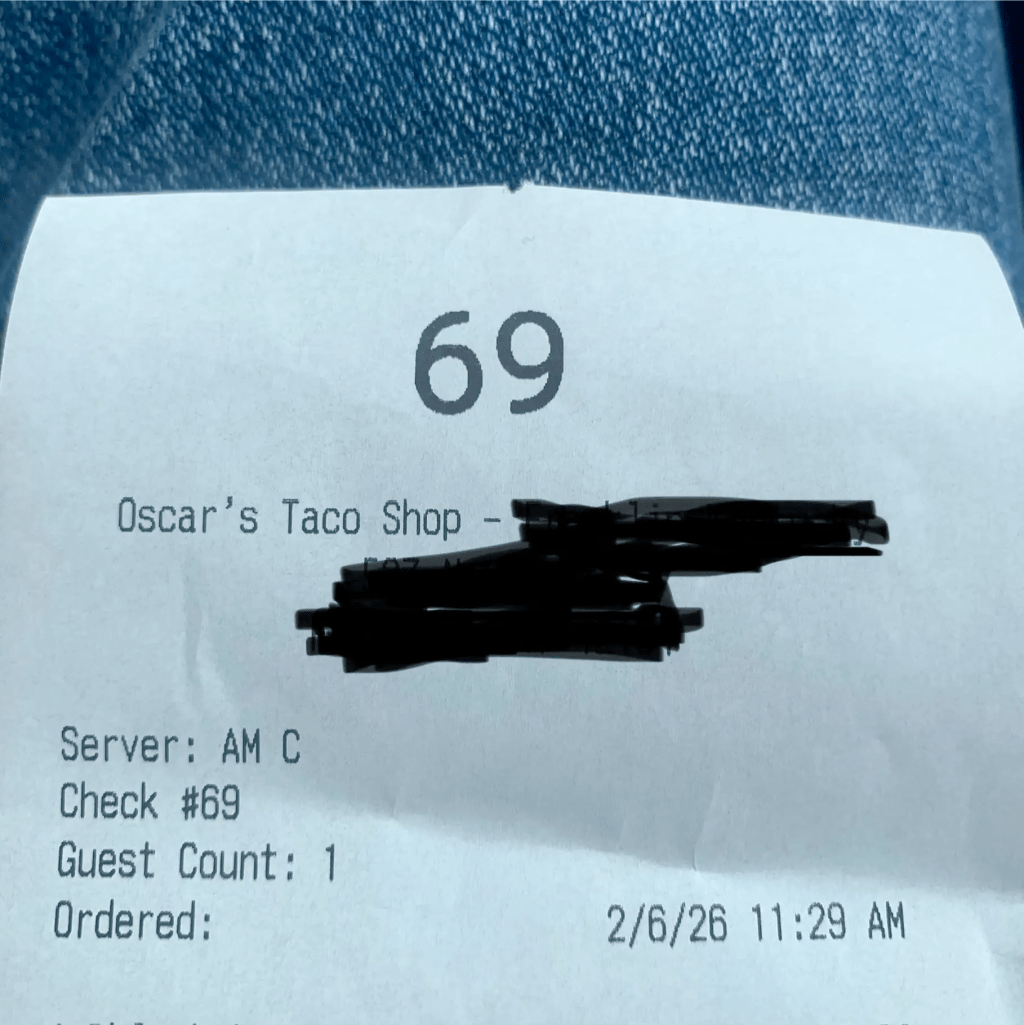 69
Oscar's Taco Shop -
Server: AM C
Check #69
Guest Count: 1
Ordered: 2/6/26 11:29 AM